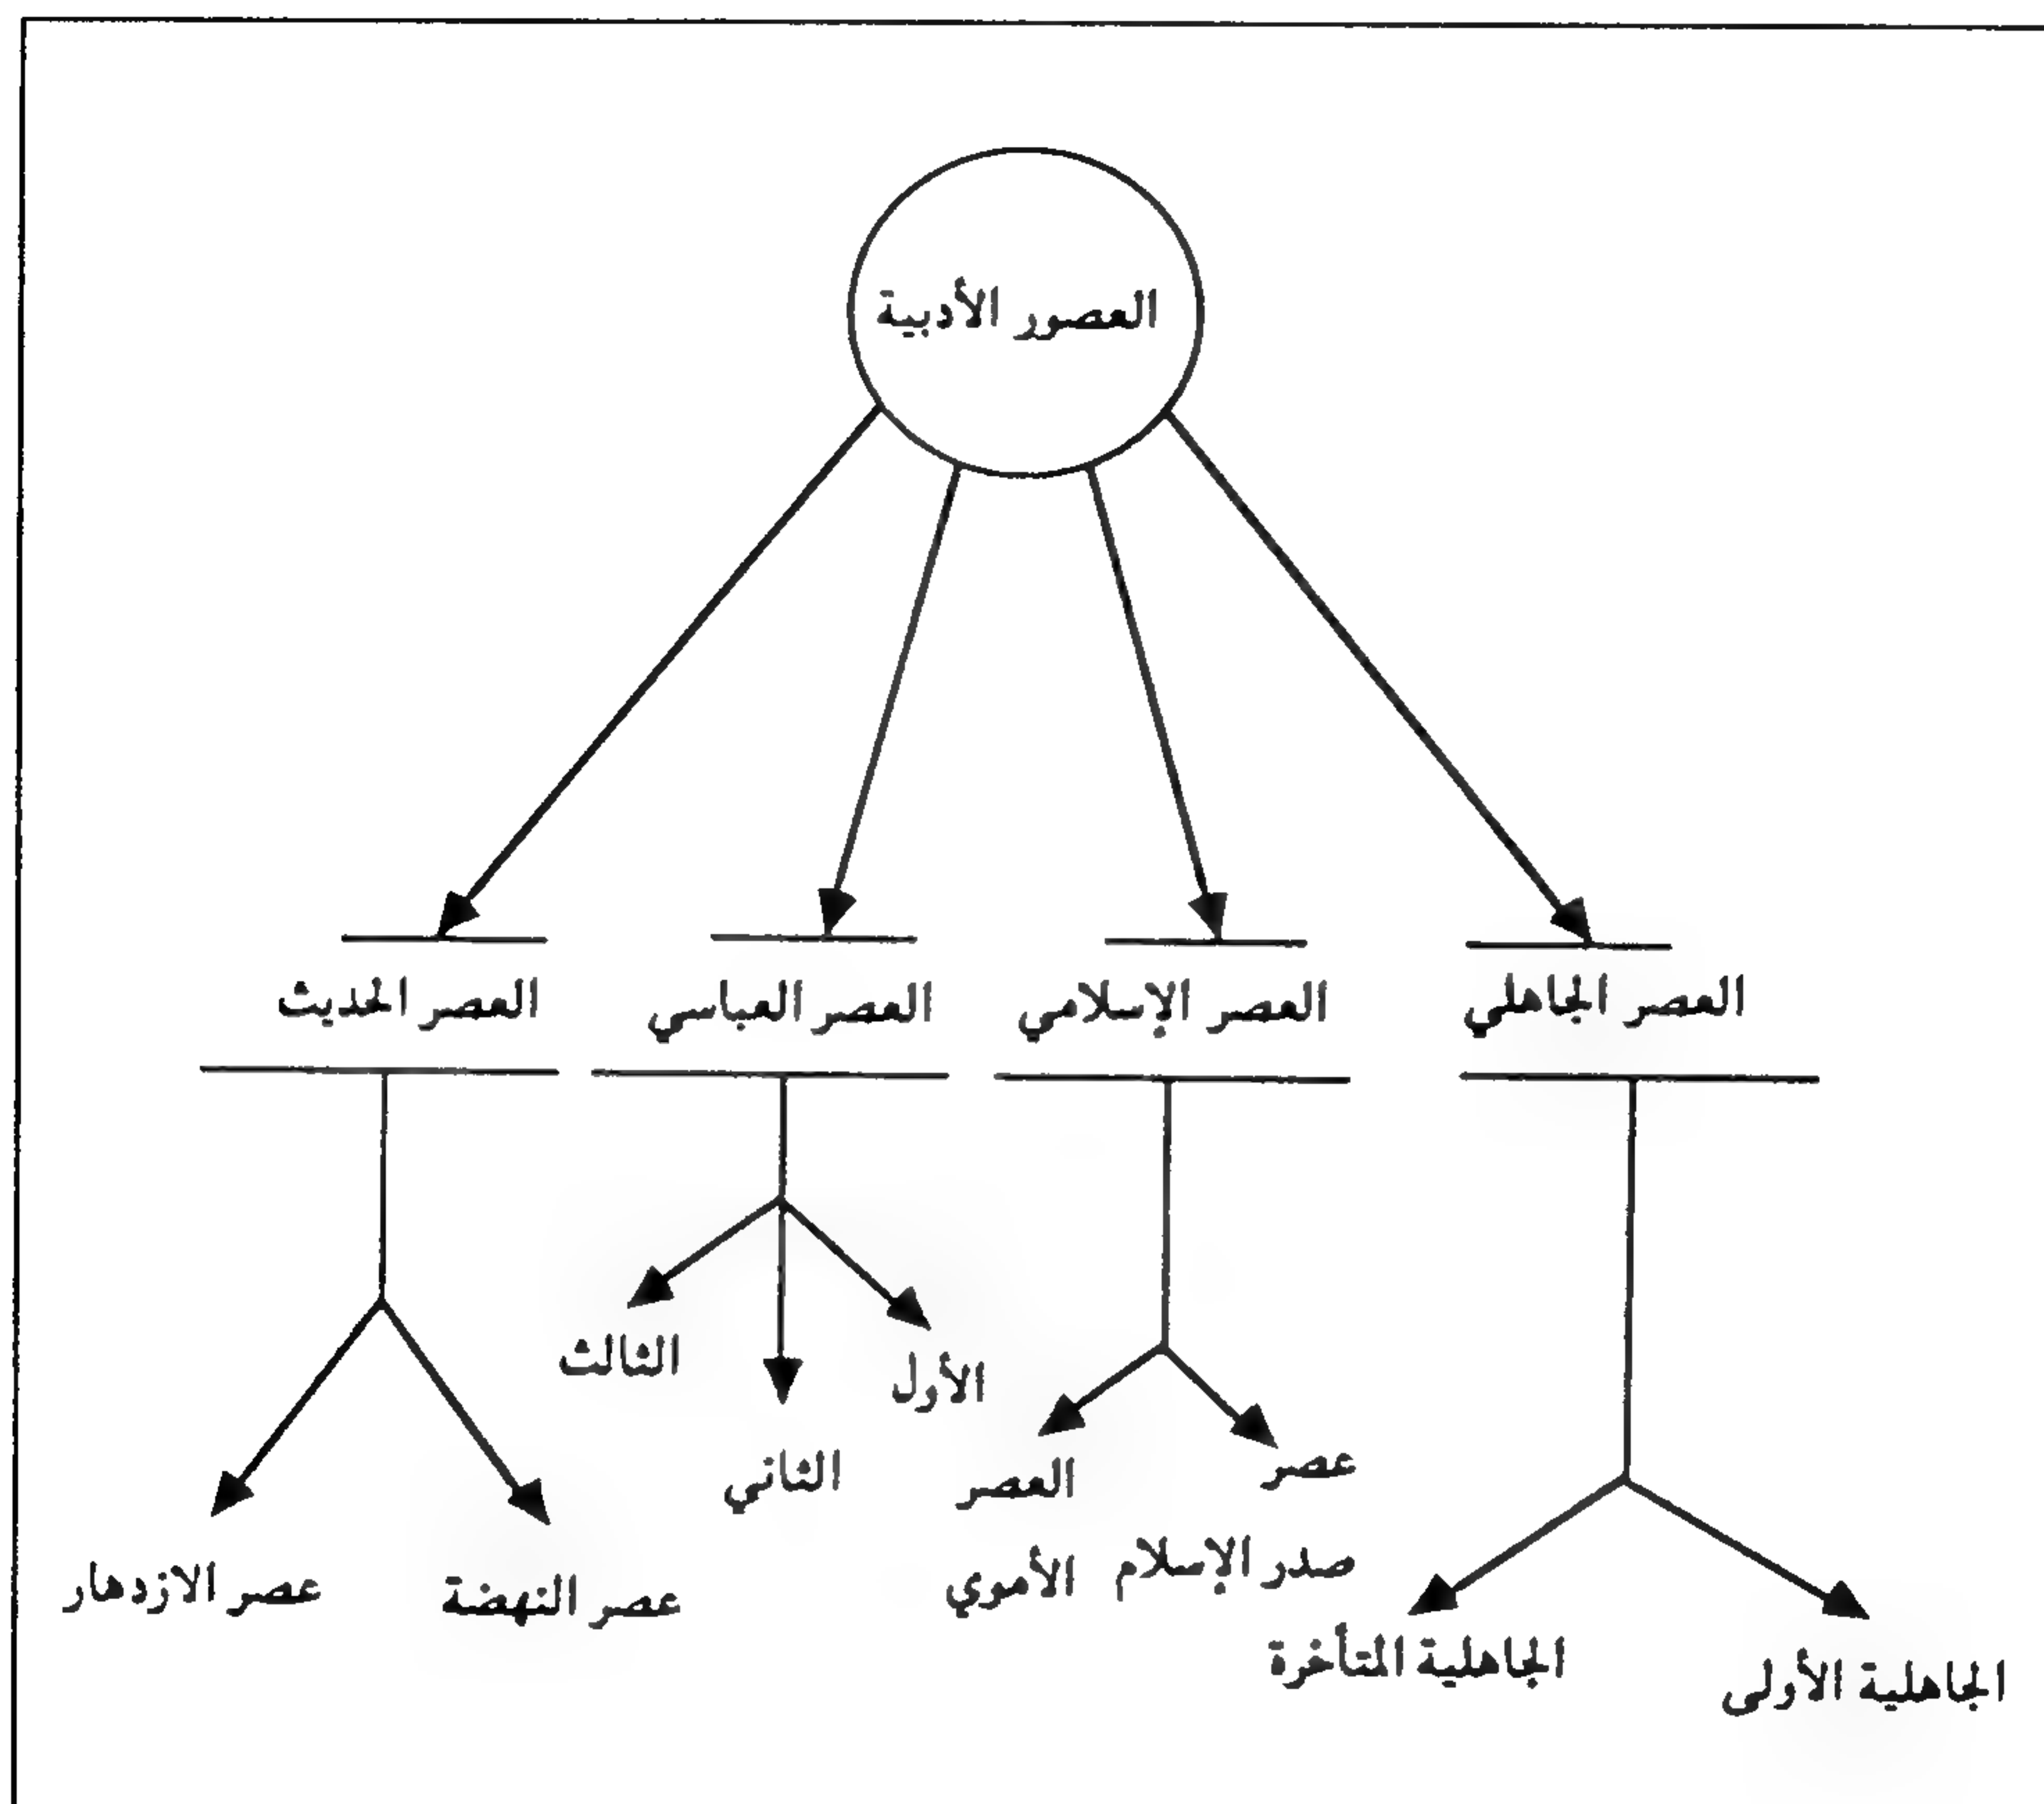 العصور الأدبية
العصر الجاهلي
العصر الإسلامي
العصر العباسي
العصر الحديث
الجاهلية الأولى
الجاهلية المتأخرة
عصر
صدر الإسلام
العصر
الأموي
الأول
الثاني
الثالث
عصر النهضة
عصر الازدهار